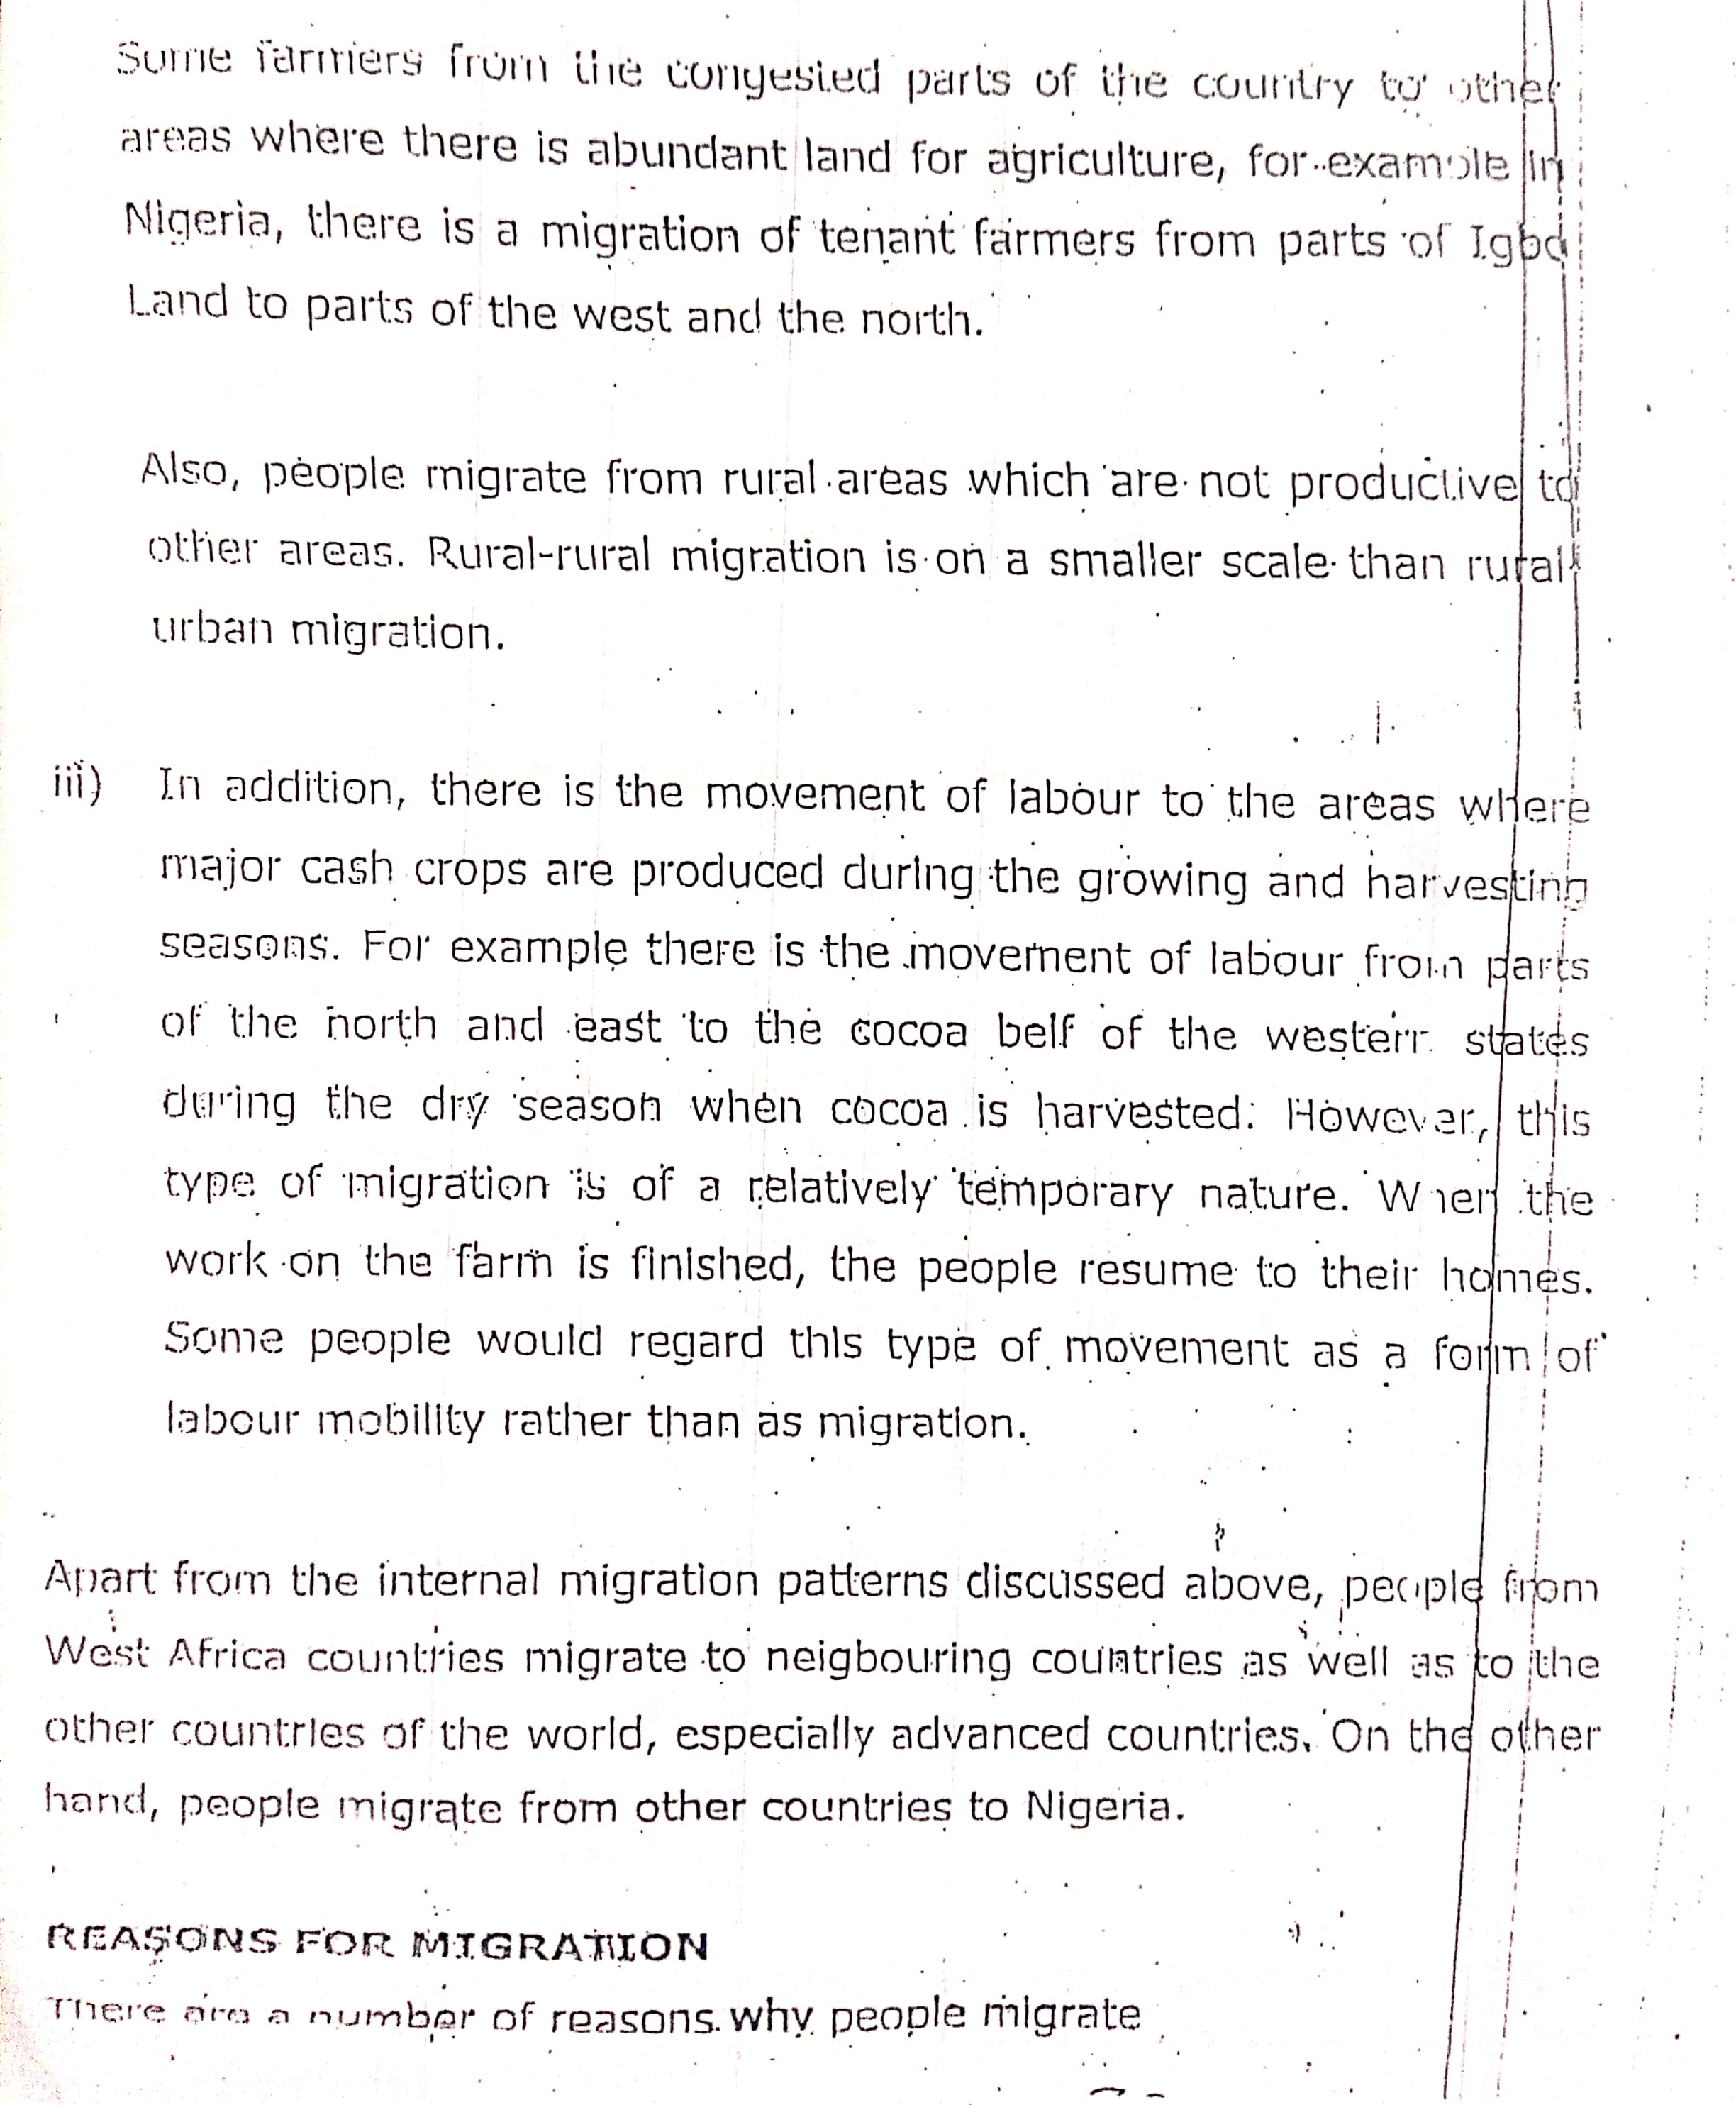 Some farmers from the congested parts of the country to other
areas where there is abundant land for agriculture, for example in
Nigeria, there is a migration of tenant farmers from parts of Igbo
Land to parts of the west and the north.
Also, people migrate from rural areas which are not productive to
other areas. Rural-rural migration is on a smaller scale than rural
urban migration.
iii) In addition, there is the movement of labour to the areas where
major cash crops are produced during the growing and harvesting
seasons. For example there is the movement of labour from parts
of the north and east to the cocoa belf of the western states
during the dry season when cocoa is harvested. However, this
type of migration is of a relatively temporary nature. When the
work on the farm is finished, the people resume to their homes.
Some people would regard this type of movement as a form of
labour mobility rather than as migration.
Apart from the internal migration patterns discussed above, people from
West Africa countries migrate to neigbouring countries as well as to the
other countries of the world, especially advanced countries. On the other
hand, people migrate from other countries to Nigeria.
REASONS FOR MIGRATION
There are a number of reasons why people migrate